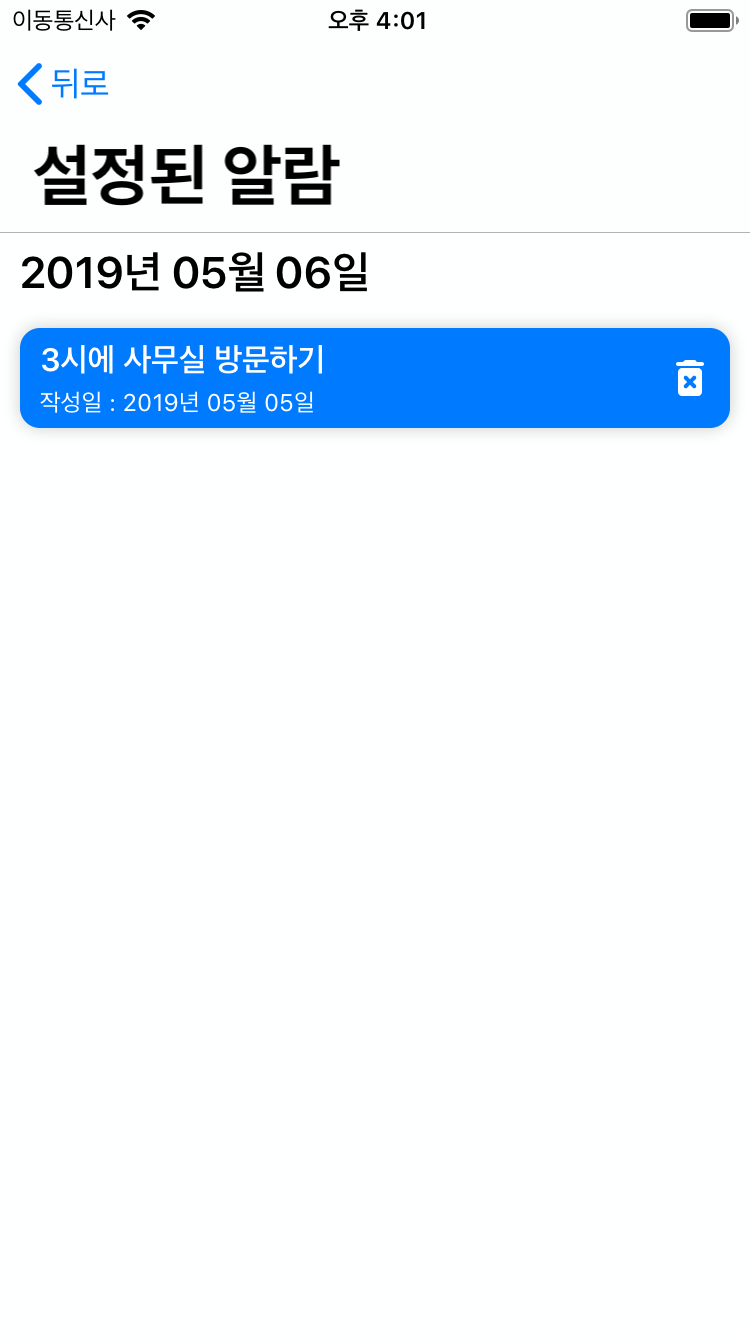 이동통신사 오후 4:01
뒤로
설정된 알람
2019년 05월 06일
3시에 사무실 방문하기
작성일 : 2019년 05월 05일